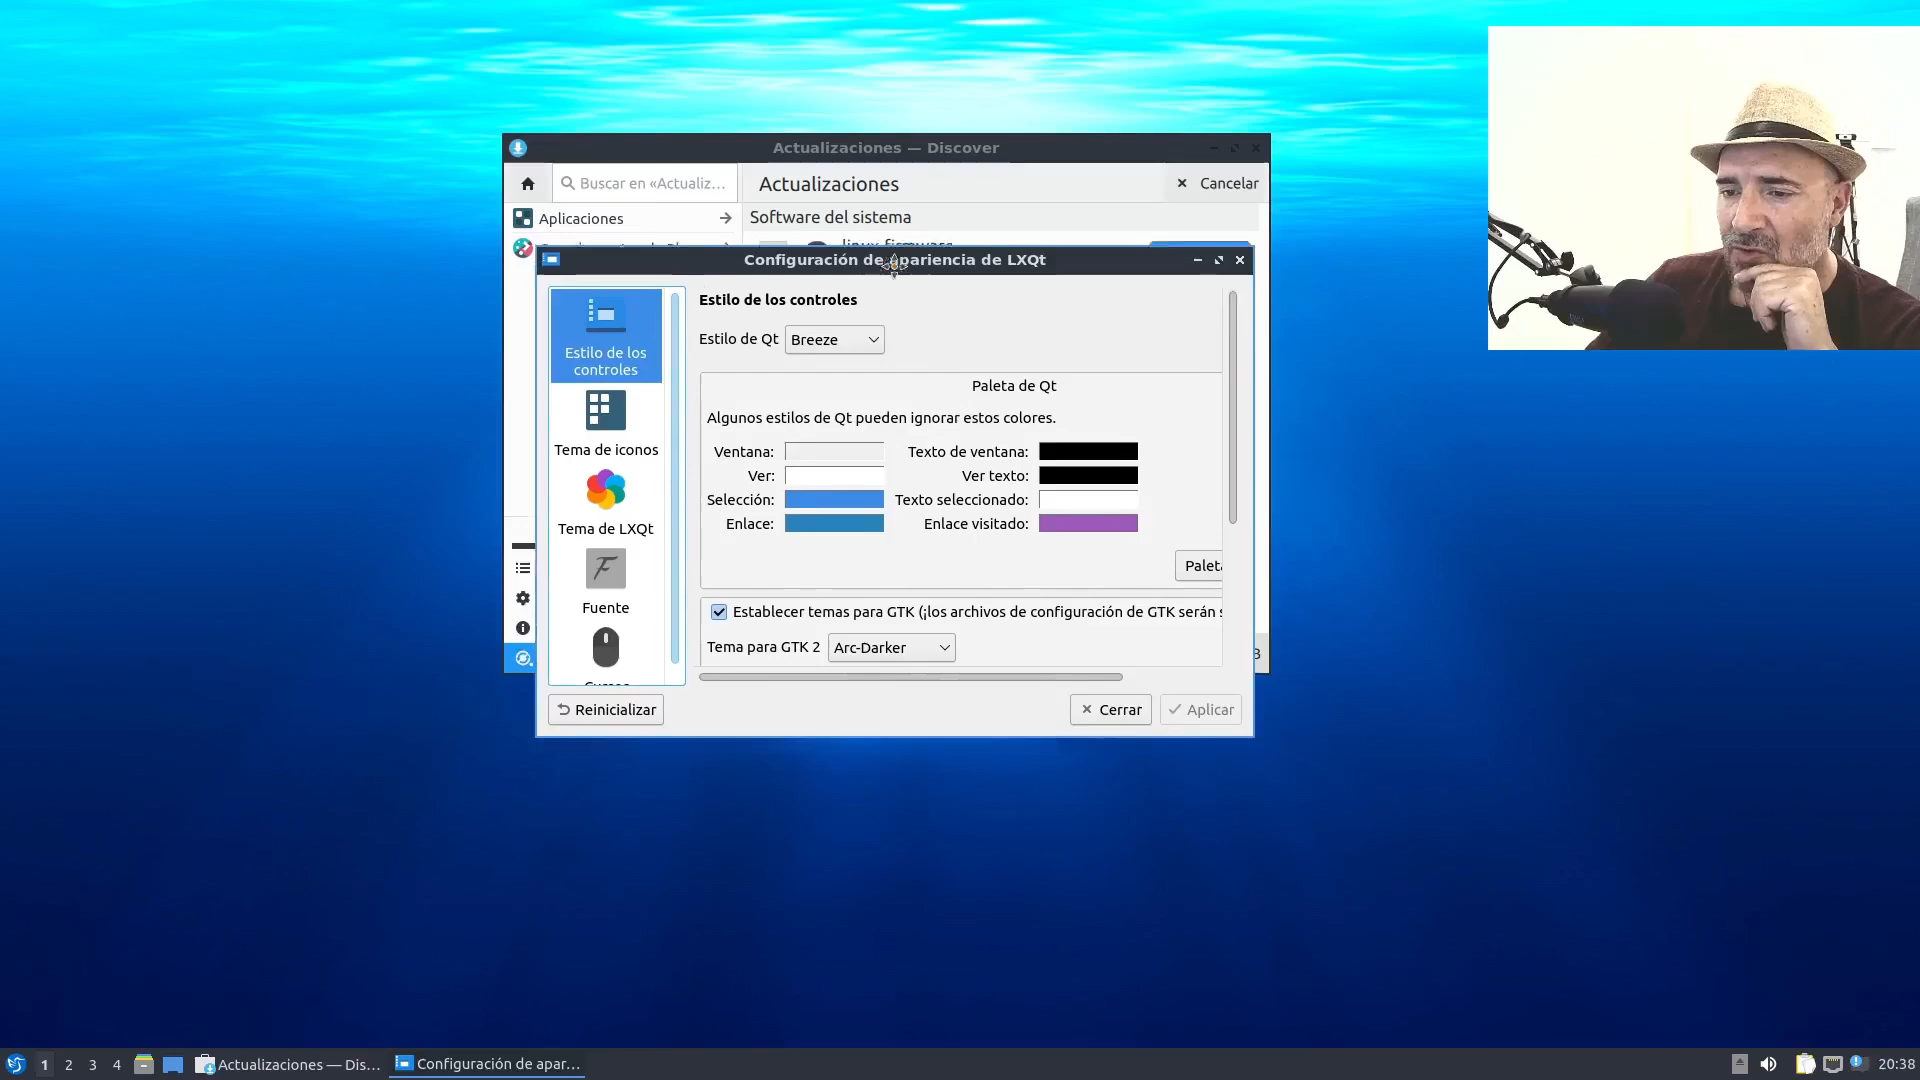 Actualizaciones — Discover
Buscar en «Actualiz...
Actualizaciones
Cancelar
Aplicaciones
Software del sistema
linux-firmware
Configuración de apariencia de LXQt
Estilo de los controles
Tema de iconos
Tema de LXQt
Fuente
Cursor
Estilo de los controles
Estilo de Qt Breeze
Paleta de Qt
Algunos estilos de Qt pueden ignorar estos colores.
Ventana: Texto de ventana:
Ver: Ver texto:
Selección: Texto seleccionado:
Enlace: Enlace visitado:
Paleta
Establecer temas para GTK (¡los archivos de configuración de GTK serán s
Tema para GTK 2 Arc-Darker
Reinicializar
Cerrar
Aplicar
1 2 3 4 Actualizaciones — Dis... Configuración de apar... 20:38